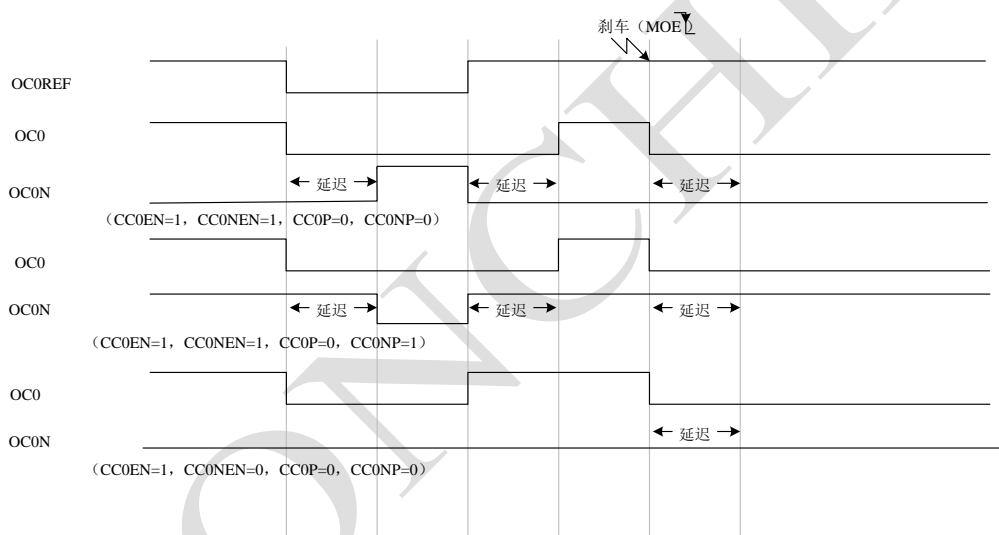 刹车（MOE）
OC0REF
OC0
OC0N
延迟 延迟 延迟
（CC0EN=1，CC0NEN=1，CC0P=0，CC0NP=0）
OC0
OC0N
延迟 延迟 延迟
（CC0EN=1，CC0NEN=1，CC0P=0，CC0NP=1）
OC0
延迟
OC0N
（CC0EN=1，CC0NEN=0，CC0P=0，CC0NP=0）
ONCHI